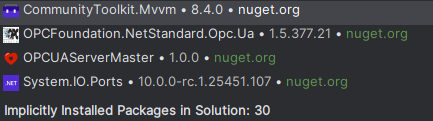 CommunityToolkit.Mvvm • 8.4.0 • nuget.org
OPCFoundation.NetStandard.Opc.Ua • 1.5.377.21 • nuget.org
OPCUAServerMaster • 1.0.0 • nuget.org
.NET System.IO.Ports • 10.0.0-rc.1.25451.107 • nuget.org
Implicitly Installed Packages in Solution: 30